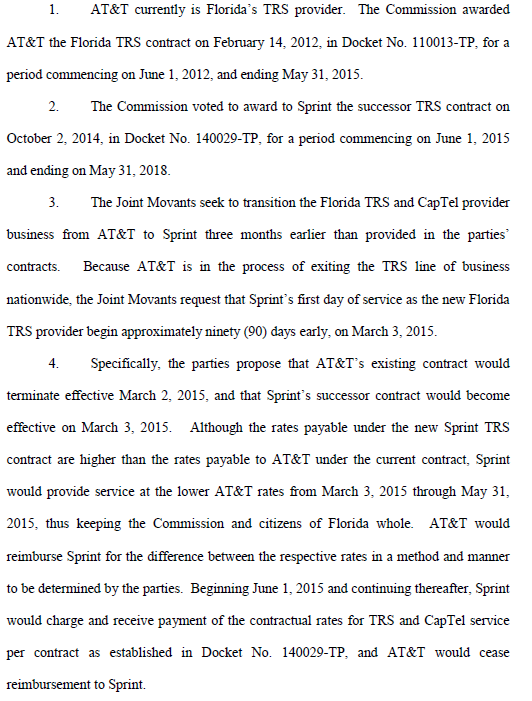 1. AT&T currently is Florida's TRS provider. The Commission awarded
AT&T the Florida TRS contract on February 14, 2012, in Docket No. 110013-TP, for a
period commencing on June 1, 2012, and ending May 31, 2015.
2. The Commission voted to award to Sprint the successor TRS contract on
October 2, 2014, in Docket No. 140029-TP, for a period commencing on June 1, 2015
and ending on May 31, 2018.
3. The Joint Movants seek to transition the Florida TRS and CapTel provider
business from AT&T to Sprint three months earlier than provided in the parties'
contracts. Because AT&T is in the process of exiting the TRS line of business
nationwide, the Joint Movants request that Sprint's first day of service as the new Florida
TRS provider begin approximately ninety (90) days early, on March 3, 2015.
4. Specifically, the parties propose that AT&T's existing contract would
terminate effective March 2, 2015, and that Sprint's successor contract would become
effective on March 3, 2015. Although the rates payable under the new Sprint TRS
contract are higher than the rates payable to AT&T under the current contract, Sprint
would provide service at the lower AT&T rates from March 3, 2015 through May 31,
2015, thus keeping the Commission and citizens of Florida whole. AT&T would
reimburse Sprint for the difference between the respective rates in a method and manner
to be determined by the parties. Beginning June 1, 2015 and continuing thereafter, Sprint
would charge and receive payment of the contractual rates for TRS and CapTel service
per contract as established in Docket No. 140029-TP, and AT&T would cease
reimbursement to Sprint.